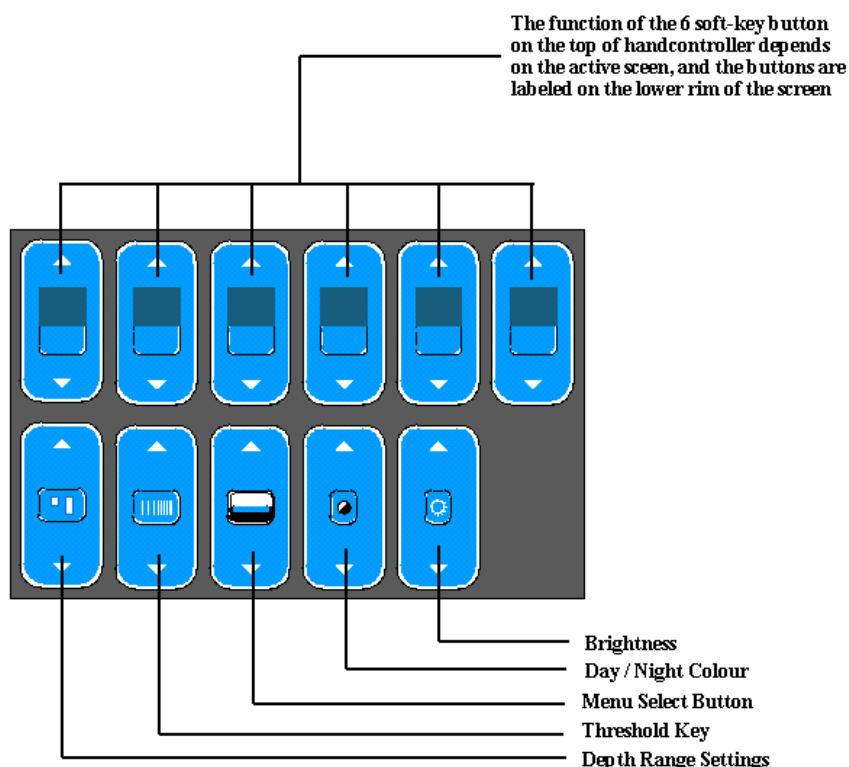 The function of the 6 soft-key button
on the top of handcontroller depends
on the active sceen, and the buttons are
labeled on the lower rim of the screen
Brightness
Day / Night Colour
Menu Select Button
Threshold Key
Depth Range Settings